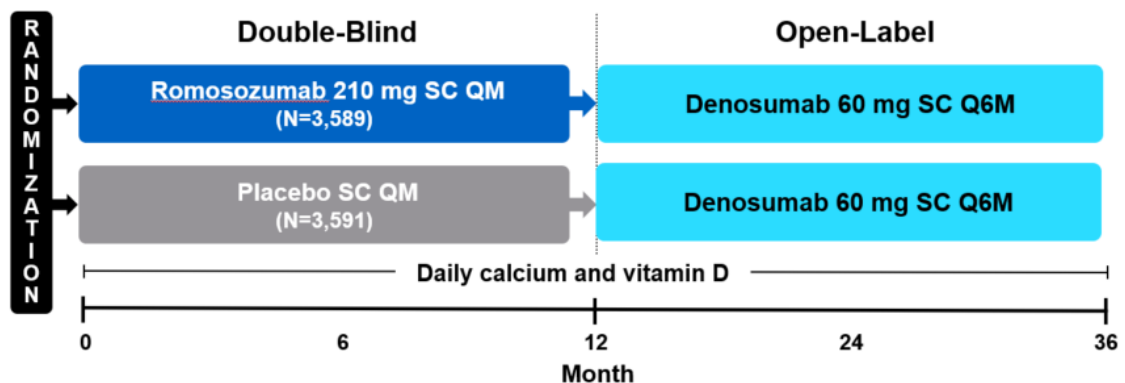 RANDOMIZATION
Double-Blind
Open-Label
Romosozumab 210 mg SC QM
(N=3,589)
Denosumab 60 mg SC Q6M
Placebo SC QM
(N=3,591)
Denosumab 60 mg SC Q6M
Daily calcium and vitamin D
0 6 12 24 36
Month